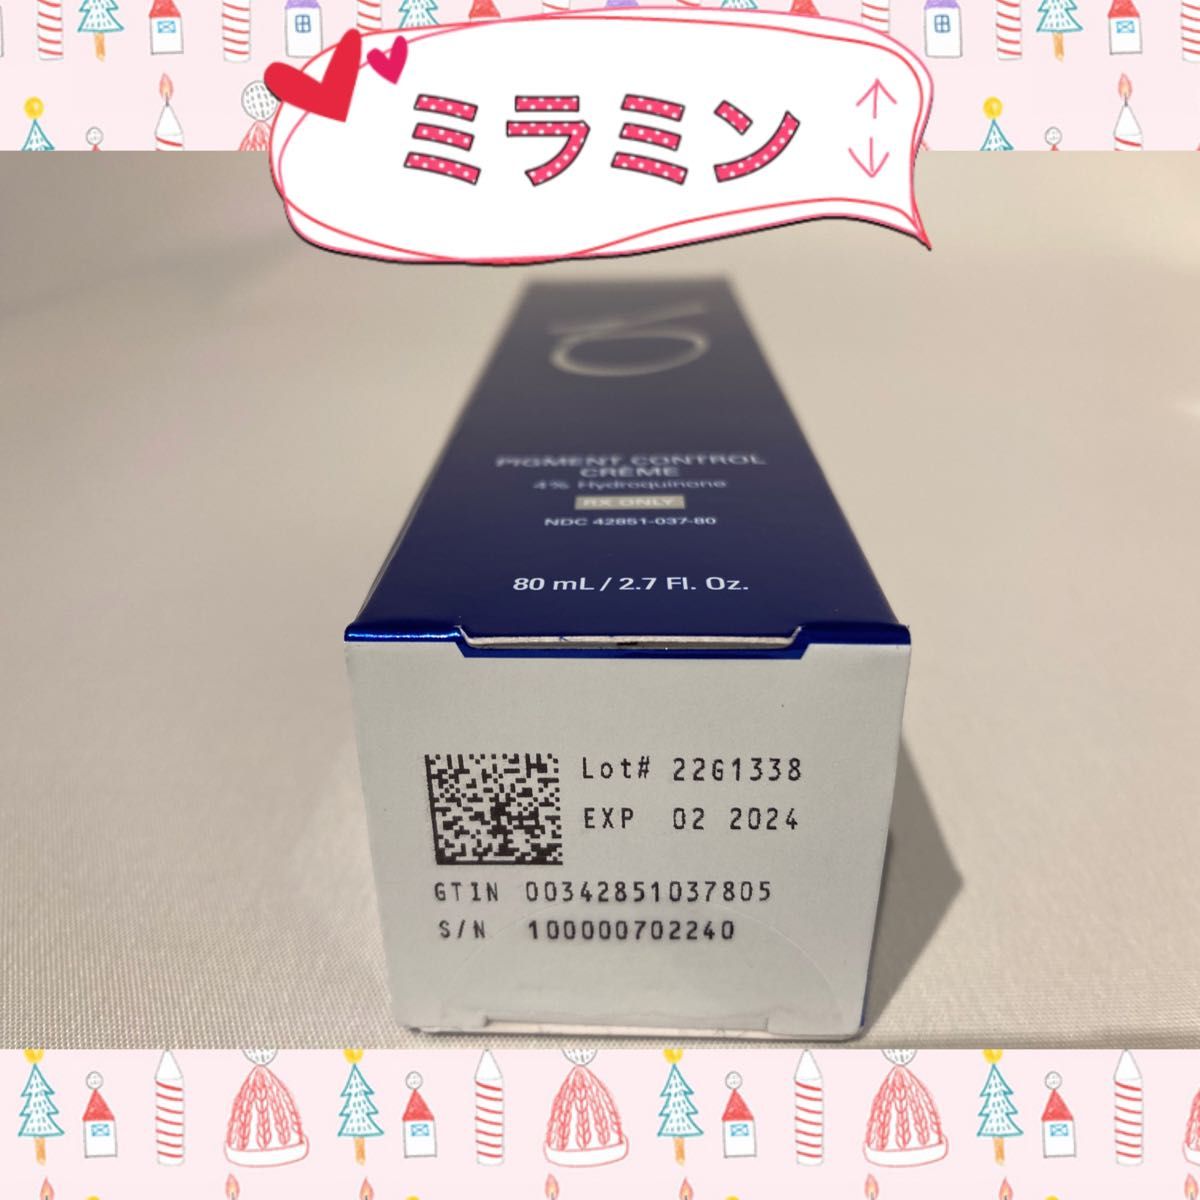 ミラミン
PIGMENT CONTROL
CRÈME
4% Hydroquinone
RX ONLY
NDC 42851-037-80
80 mL / 2.7 Fl. Oz.
Lot# 22G1338
EXP 02 2024
GTIN 00342851037805
S/N 100000702240